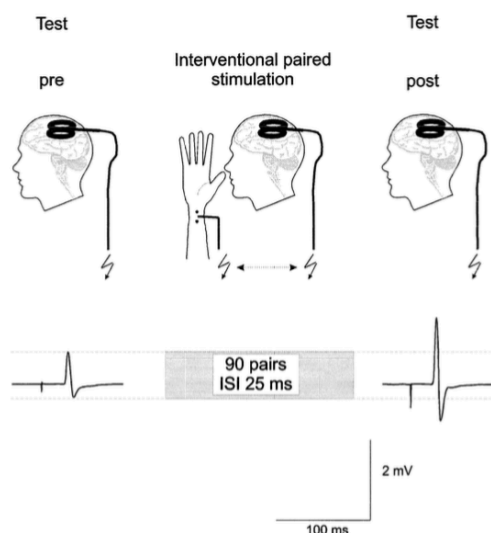 Test
pre
Interventional paired
stimulation
Test
post
90 pairs
ISI 25 ms
2 mV
100 ms